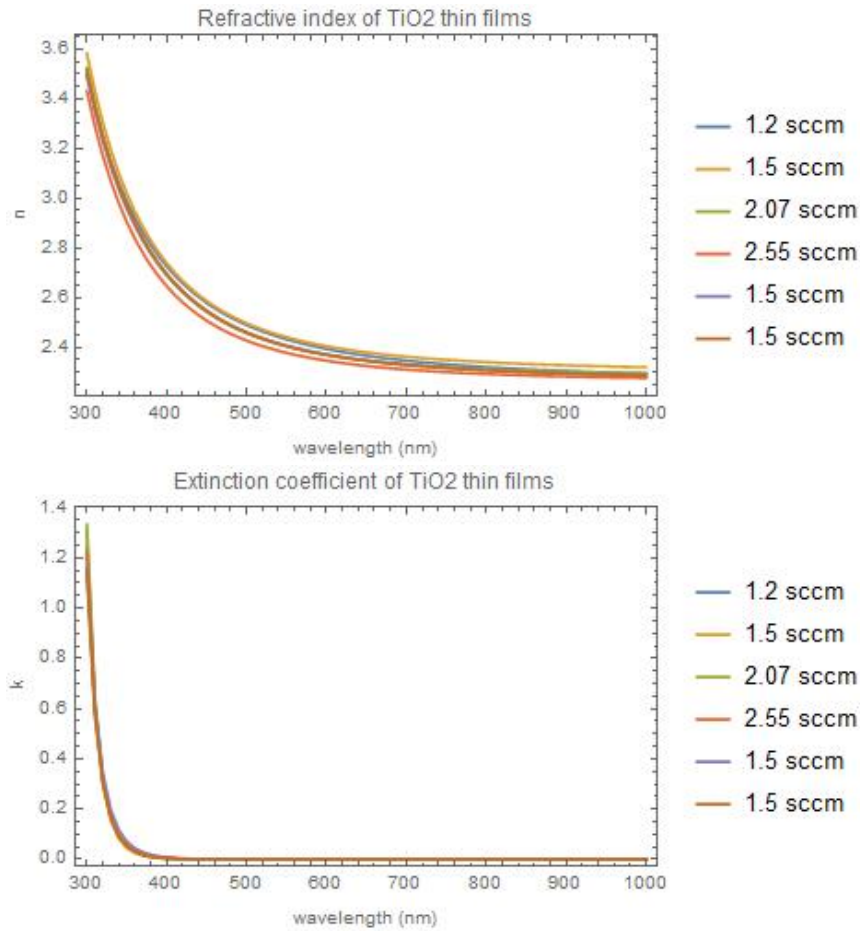 Refractive index of TiO2 thin films
3.6
3.4
3.2
3.0
2.8
2.6
2.4
n
300 400 500 600 700 800 900 1000
wavelength (nm)
1.2 sccm
1.5 sccm
2.07 sccm
2.55 sccm
1.5 sccm
1.5 sccm
Extinction coefficient of TiO2 thin films
1.4
1.2
1.0
0.8
0.6
0.4
0.2
0.0
k
300 400 500 600 700 800 900 1000
wavelength (nm)
1.2 sccm
1.5 sccm
2.07 sccm
2.55 sccm
1.5 sccm
1.5 sccm